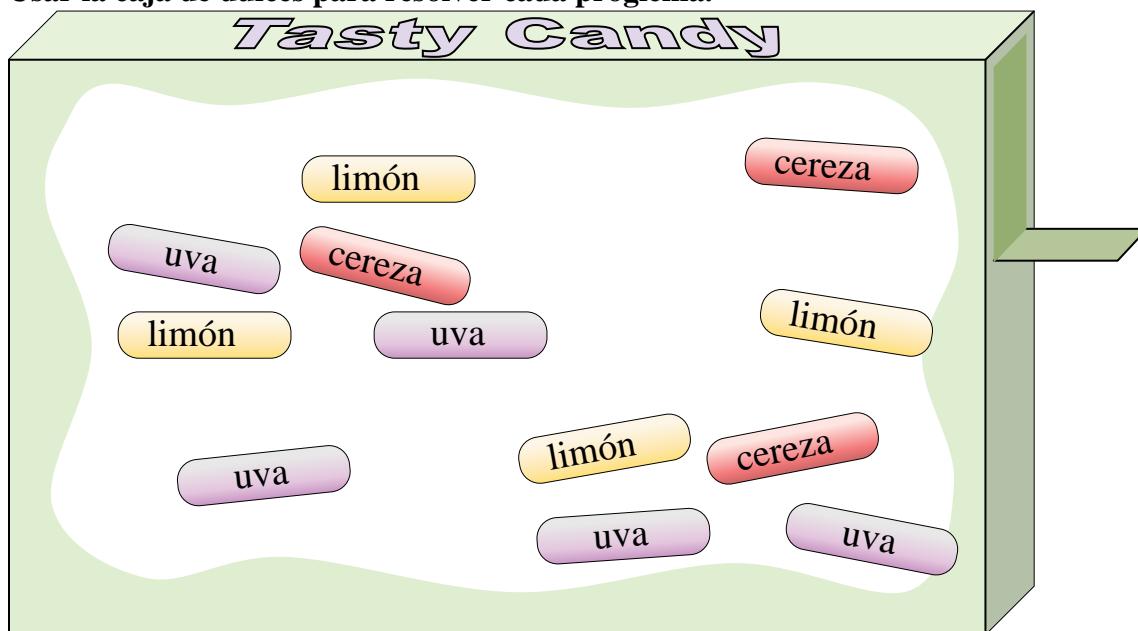 Usar la caja de dulces para resolver cada problema.
Tasty Candy
cereza
limón
uva
cereza
limón
uva
limón
limón
cereza
uva
uva
uva